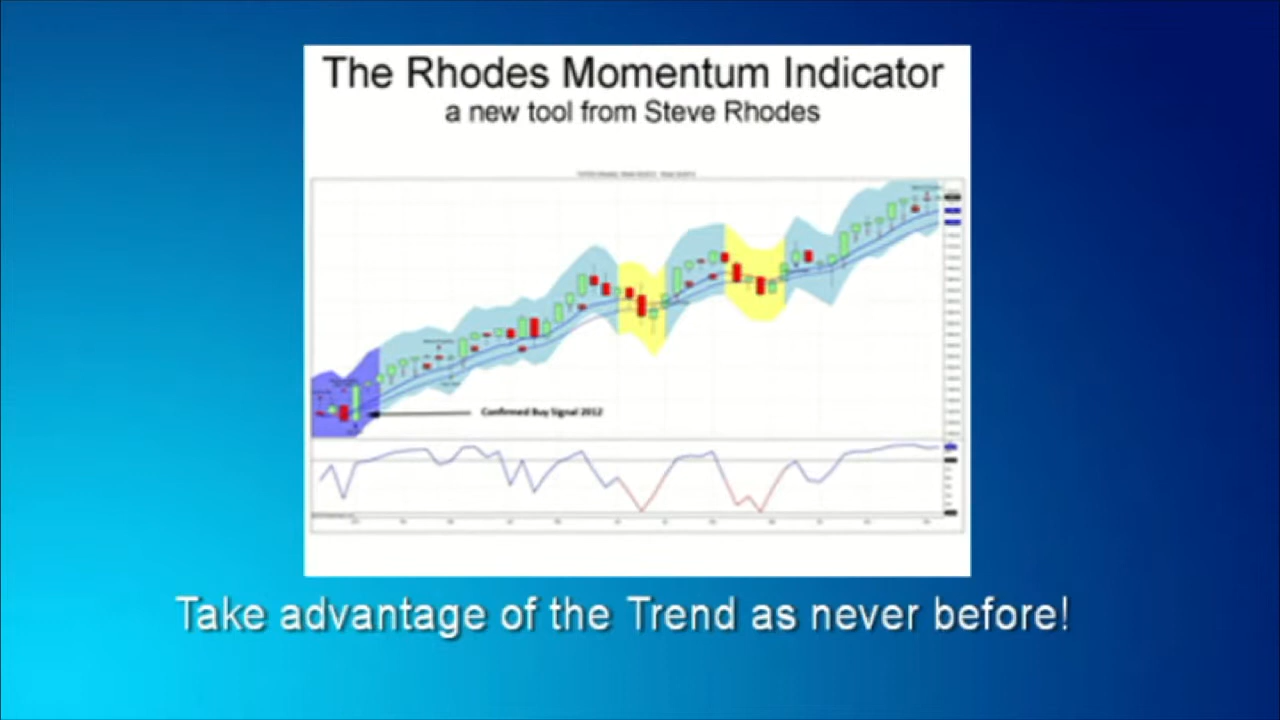 The Rhodes Momentum Indicator
a new tool from Steve Rhodes
Confirmed Buy Signal 2012
Take advantage of the Trend as never before!